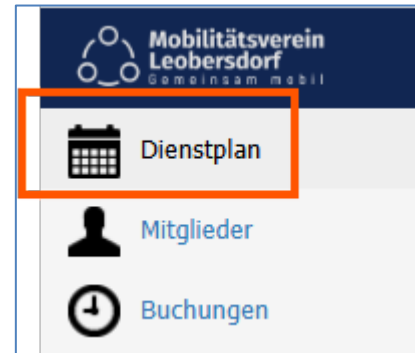 Mobilitätsverein
Leobersdorf
Gemeinsam mobil
Dienstplan
Mitglieder
Buchungen